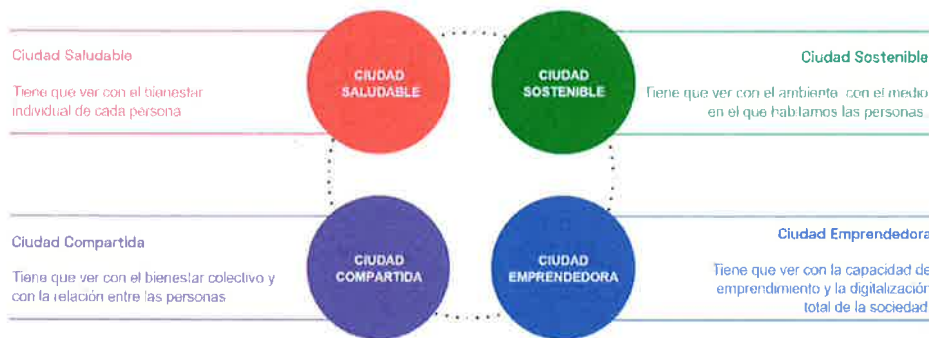 Ciudad Saludable
Tiene que ver con el bienestar
individual de cada persona
CIUDAD
SALUDABLE
CIUDAD
SOSTENIBLE
Ciudad Sostenible
Tiene que ver con el ambiente, con el medio
en el que habitamos las personas
Ciudad Compartida
Tiene que ver con el bienestar colectivo y
con la relación entre las personas
CIUDAD
COMPARTIDA
CIUDAD
EMPRENDEDORA
Ciudad Emprendedora
Tiene que ver con la capacidad de
emprendimiento y la digitalización
total de la sociedad